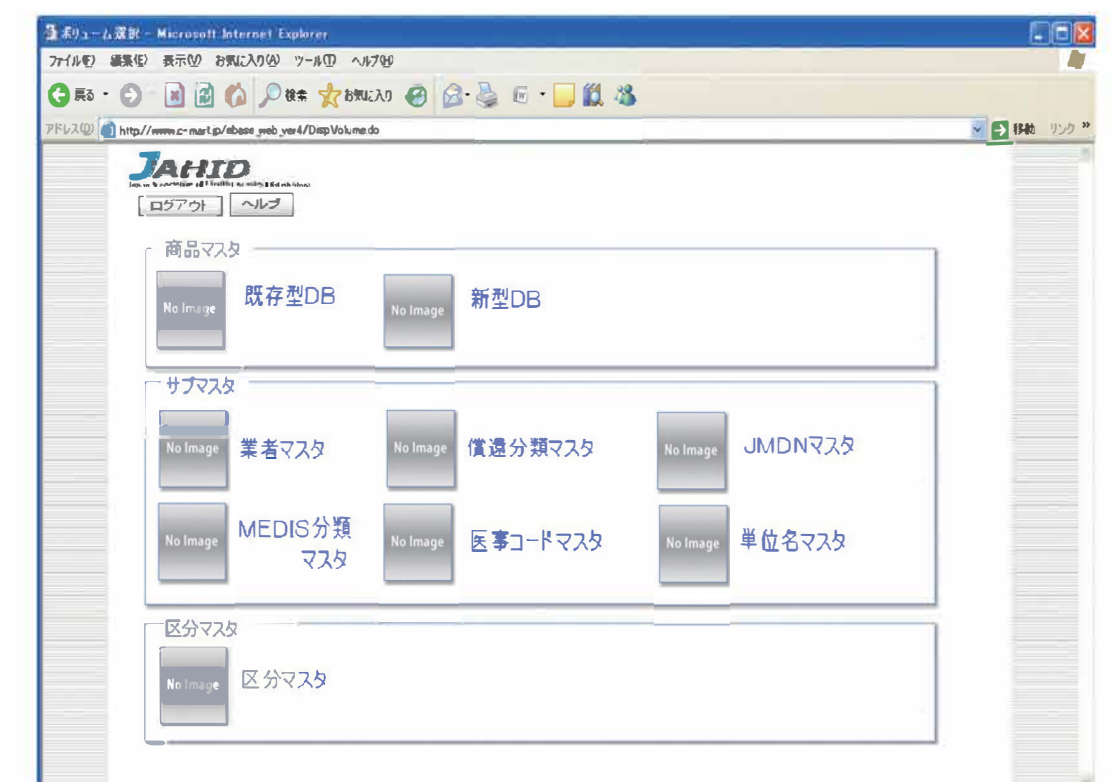 ボリューム選択 - Microsoft Internet Explorer
ファイル(F) 編集(E) 表示(V) お気に入り(A) ツール(T) ヘルプ(H)
戻る 検索 お気に入り
アドレス(D) http://www.c-mart.jp/ebase_web_ver4/DispVolume.do 移動 リンク »
JAHID
ログアウト ヘルプ
商品マスタ
No Image 既存型DB No Image 新型DB
サブマスタ
No Image 業者マスタ No Image 償還分類マスタ No Image JMDNマスタ
No Image MEDIS分類 No Image 医事コードマスタ No Image 単位名マスタ
マスタ
区分マスタ
No Image 区分マスタ